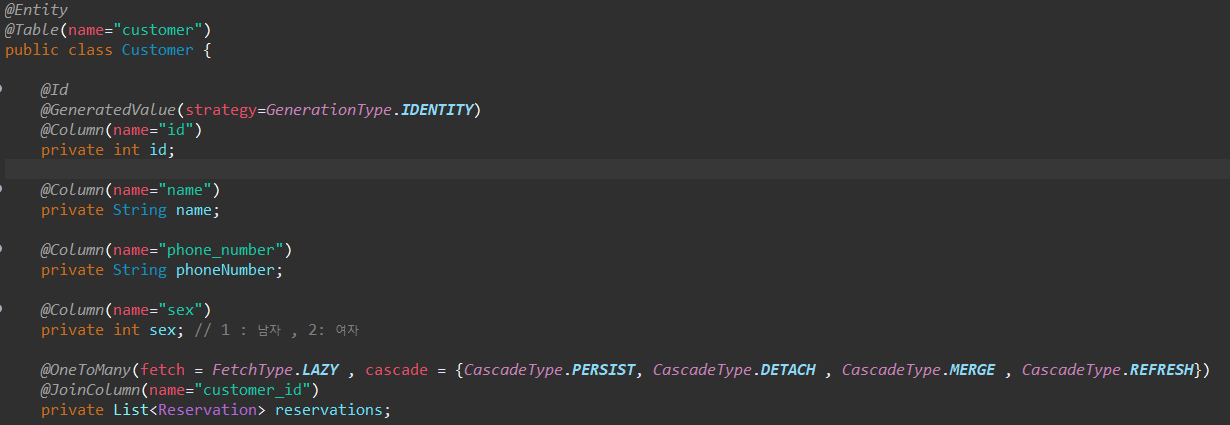 @Entity
@Table(name="customer")
public class Customer {
@Id
@GeneratedValue(strategy=GenerationType.IDENTITY)
@Column(name="id")
private int id;
@Column(name="name")
private String name;
@Column(name="phone_number")
private String phoneNumber;
@Column(name="sex")
private int sex; // 1 : 남자 , 2: 여자
@OneToMany(fetch = FetchType.LAZY , cascade = {CascadeType.PERSIST, CascadeType.DETACH , CascadeType.MERGE , CascadeType.REFRESH})
@JoinColumn(name="customer_id")
private List<Reservation> reservations;